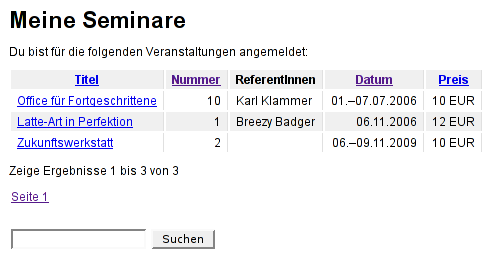 Meine Seminare
Du bist für die folgenden Veranstaltungen angemeldet:
Titel Nummer ReferentInnen Datum Preis
Office für Fortgeschrittene 10 Karl Klammer 01.–07.07.2006 10 EUR
Latte-Art in Perfektion 1 Breezy Badger 06.11.2006 12 EUR
Zukunftswerkstatt 2 06.–09.11.2009 10 EUR
Zeige Ergebnisse 1 bis 3 von 3
Seite 1
Suchen